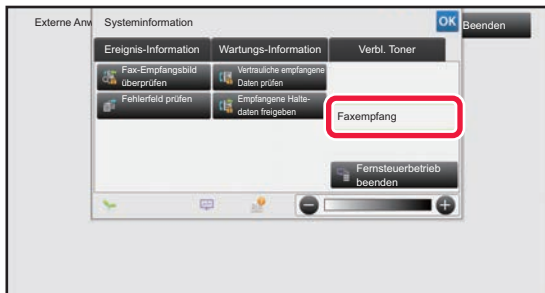 Externe Anw
Systeminformation
OK
Beenden
Ereignis-Information
Wartungs-Information
Verbl. Toner
Fax-Empfangsbild
überprüfen
Vertrauliche empfangene
Daten prüfen
Fehlerfeld prüfen
Empfangene Halte-
daten freigeben
Faxempfang
Fernsteuerbetrieb
beenden